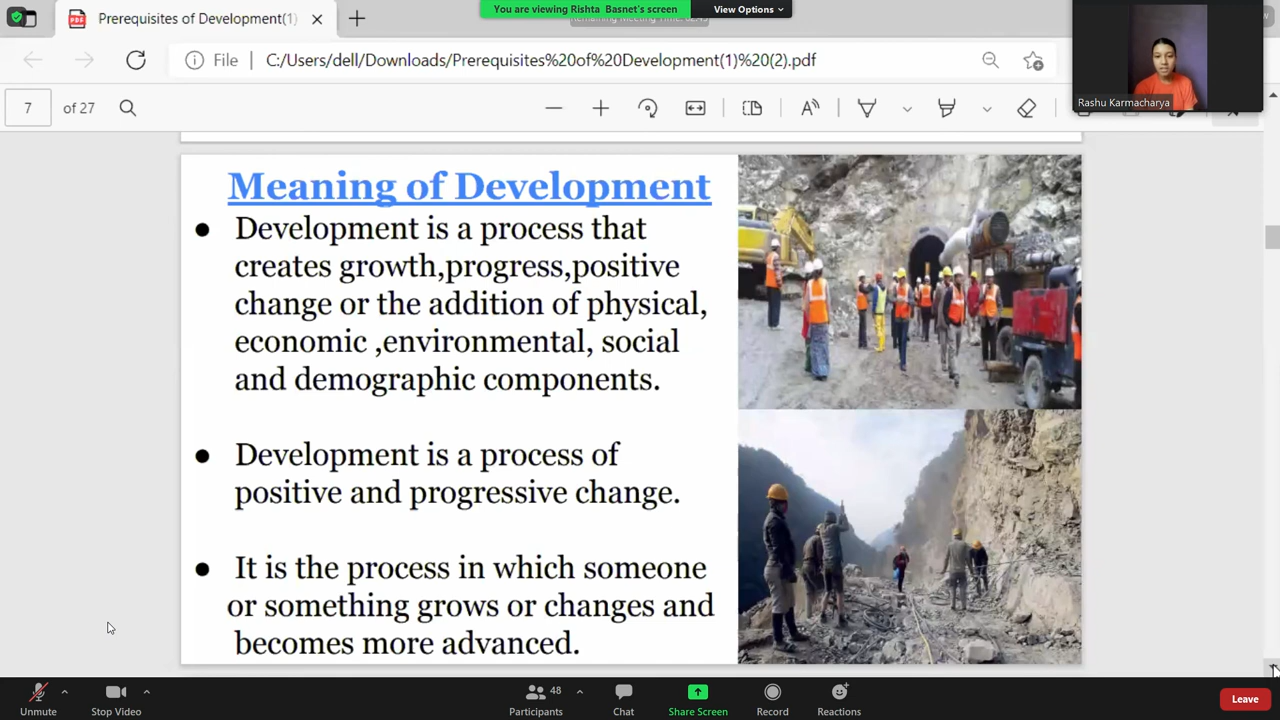 Prerequisites of Development(1)
You are viewing Rishta Basnet's screen
View Options
File
C:/Users/dell/Downloads/Prerequisites%20of%20Development(1)%20(2).pdf
7
of 27
Rashu Karmacharya
Meaning of Development
● Development is a process that
creates growth,progress,positive
change or the addition of physical,
economic ,environmental, social
and demographic components.
● Development is a process of
positive and progressive change.
● It is the process in which someone
or something grows or changes and
becomes more advanced.
Unmute
Stop Video
48
Participants
Chat
Share Screen
Record
Reactions
Leave